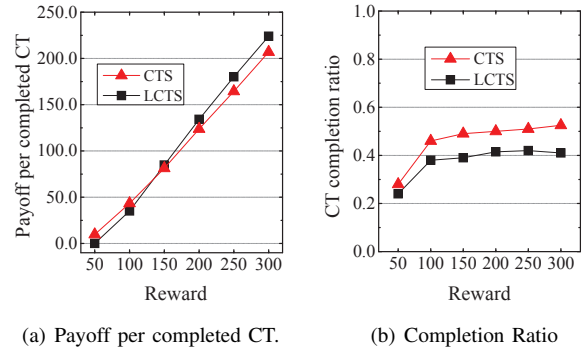 250.0
200.0
150.0
100.0
50.0
0.0
Payoff per completed CT
CTS
LCTS
50 100 150 200 250 300
Reward
(a) Payoff per completed CT.
1.0
0.8
0.6
0.4
0.2
0.0
CT completion ratio
CTS
LCTS
50 100 150 200 250 300
Reward
(b) Completion Ratio